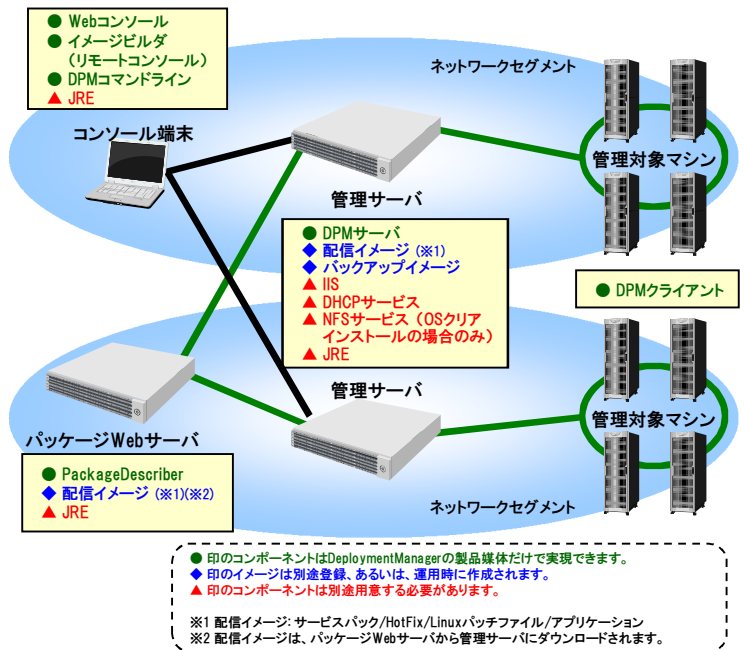 ● Webコンソール
● イメージビルダ
（リモートコンソール）
● DPMコマンドライン
▲ JRE
コンソール端末
ネットワークセグメント
管理サーバ
管理対象マシン
● DPMサーバ
◆ 配信イメージ (※1)
◆ バックアップイメージ
▲ IIS
▲ DHCPサービス
▲ NFSサービス（OSクリア
インストールの場合のみ）
▲ JRE
● DPMクライアント
パッケージWebサーバ
管理サーバ
管理対象マシン
● PackageDescriber
◆ 配信イメージ (※1)(※2)
▲ JRE
ネットワークセグメント
● 印のコンポーネントはDeploymentManagerの製品媒体だけで実現できます。
◆ 印のイメージは別途登録、あるいは、運用時に作成されます。
▲ 印のコンポーネントは別途用意する必要があります。
※1 配信イメージ: サービスパック/HotFix/Linuxパッチファイル/アプリケーション
※2 配信イメージは、パッケージWebサーバから管理サーバにダウンロードされます。